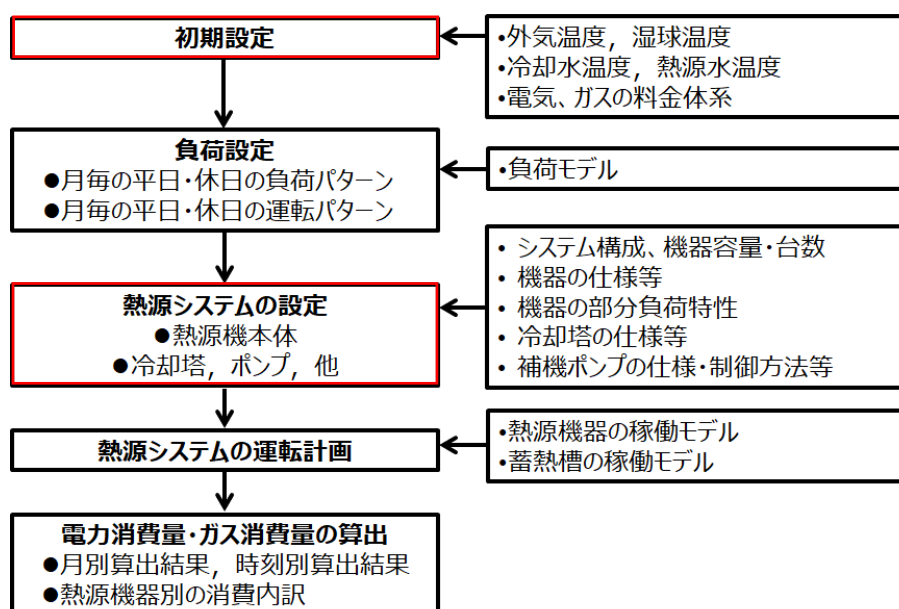 初期設定
•外気温度，湿球温度
•冷却水温度，熱源水温度
•電気、ガスの料金体系
負荷設定
●月毎の平日・休日の負荷パターン
●月毎の平日・休日の運転パターン
•負荷モデル
熱源システムの設定
●熱源機本体
●冷却塔，ポンプ，他
• システム構成、機器容量・台数
• 機器の仕様等
• 機器の部分負荷特性
• 冷却塔の仕様等
• 補機ポンプの仕様・制御方法等
熱源システムの運転計画
•熱源機器の稼働モデル
•蓄熱槽の稼働モデル
電力消費量・ガス消費量の算出
●月別算出結果，時刻別算出結果
●熱源機器別の消費内訳